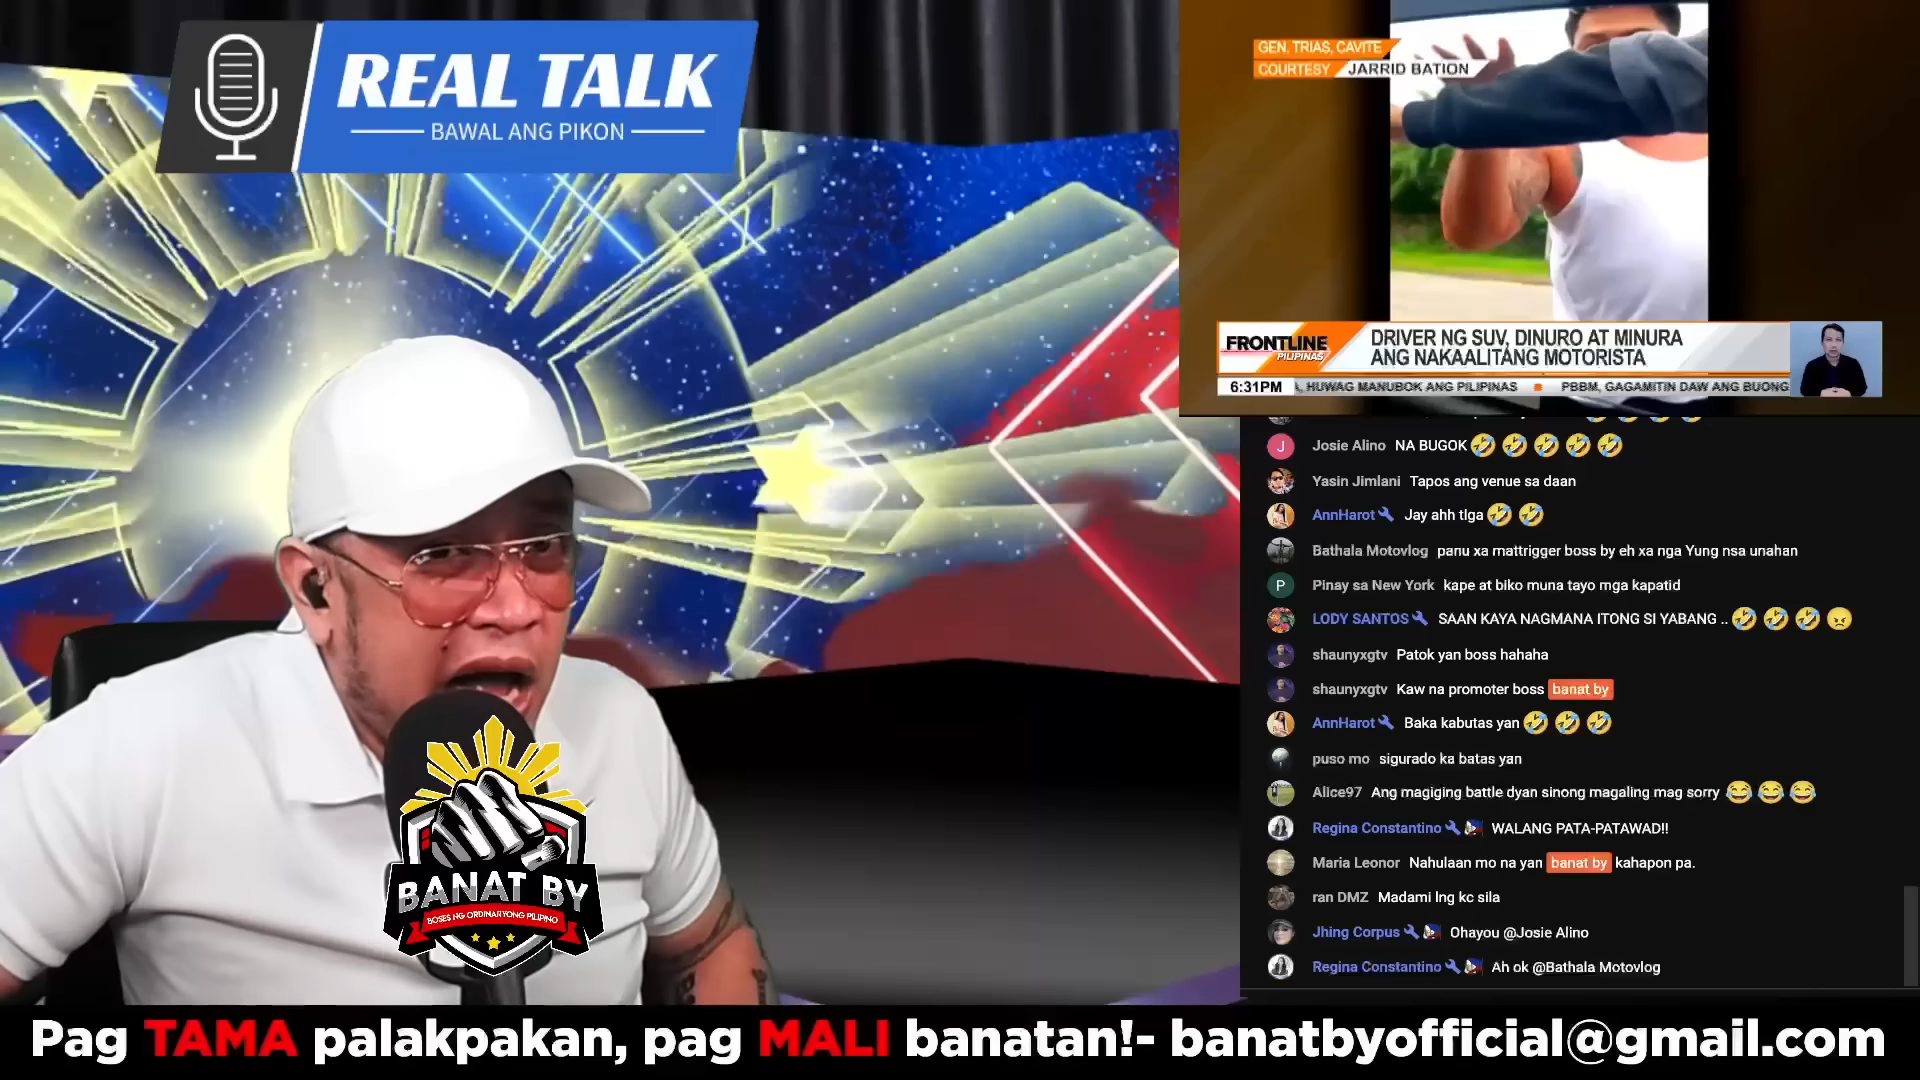 REAL TALK
BAWAL ANG PIKON
GEN. TRIAS, CAVITE
COURTESY JARRID BATION
FRONTLINE
PILIPINAS
DRIVER NG SUV, DINURO AT MINURA
ANG NAKAALITANG MOTORISTA
6:31PM HUWAG MANUBOK ANG PILIPINAS PBBM, GAGAMITIN DAW ANG BUONG
J Josie Alino NA BUGOK🤣🤣🤣🤣🤣
Yasin Jimlani Tapos ang venue sa daan
AnnHarot Jay ahh tIga🤣🤣
Bathala Motovlog panu xa mattrigger boss by eh xa nga Yung nsa unahan
P Pinay sa New York kape at biko muna tayo mga kapatid
LODY SANTOS SAAN KAYA NAGMANA ITONG SI YABANG ..🤣🤣🤣😠
shaunyxgtv Patok yan boss hahaha
shaunyxgtv Kaw na promoter boss banat by
AnnHarot Baka kabutas yan🤣🤣🤣
puso mo sigurado ka batas yan
Alice97 Ang magiging battle dyan sinong magaling mag sorry😂😂😂
Regina Constantino WALANG PATA-PATAWAD!!
Maria Leonor Nahulaan mo na yan banat by kahapon pa.
ran DMZ Madami lng kc sila
Jhing Corpus Ohayou @Josie Alino
Regina Constantino Ah ok @Bathala Motovlog
BANAT BY
BOSES NG ORDINARYONG PILIPINO
Pag TAMA palakpakan, pag MALI banatan!- banatbyofficial@gmail.com